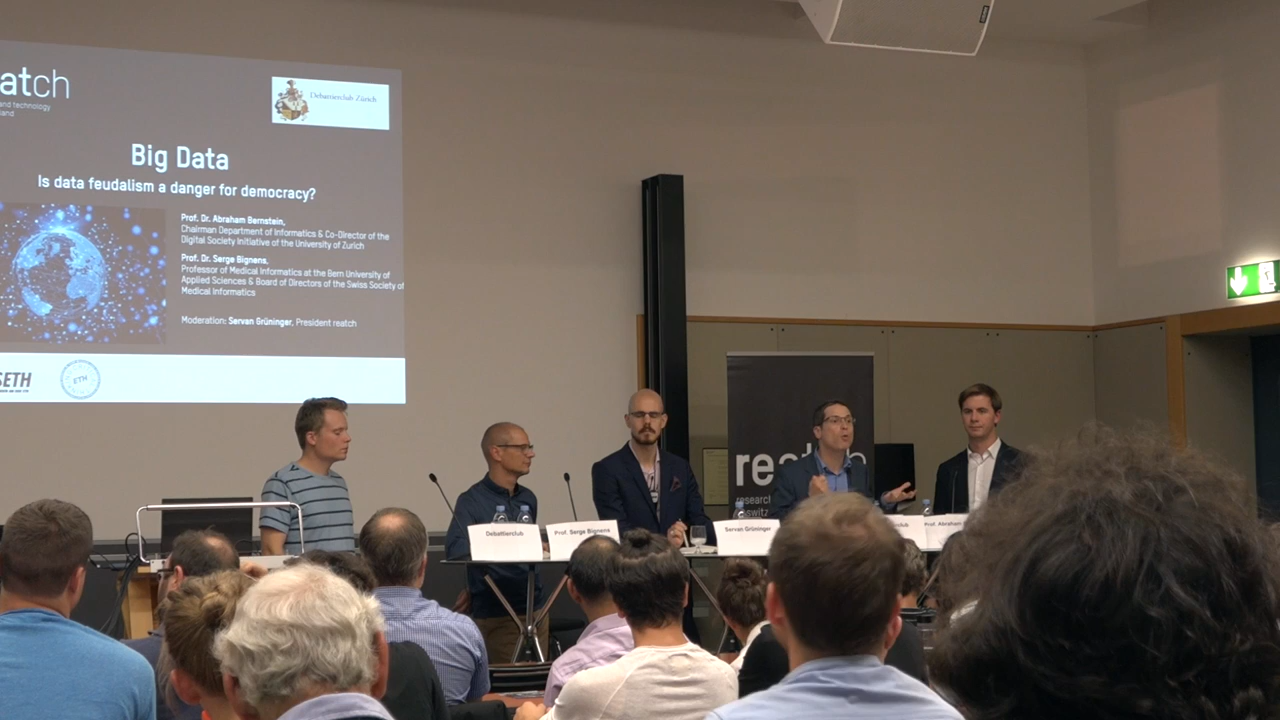 atch
and technology
land
Debattierclub Zürich
Big Data
Is data feudalism a danger for democracy?
Prof. Dr. Abraham Bernstein,
Chairman Department of Informatics & Co-Director of the
Digital Society Initiative of the University of Zurich
Prof. Dr. Serge Bignens,
Professor of Medical Informatics at the Bern University of
Applied Sciences & Board of Directors of the Swiss Society of
Medical Informatics
Moderation: Servan Grüninger, President reatch
SETH
ETH
re
research
switz
Debattierclub
Prof. Serge Bignens
Servan Grüninger
Prof. Abraham